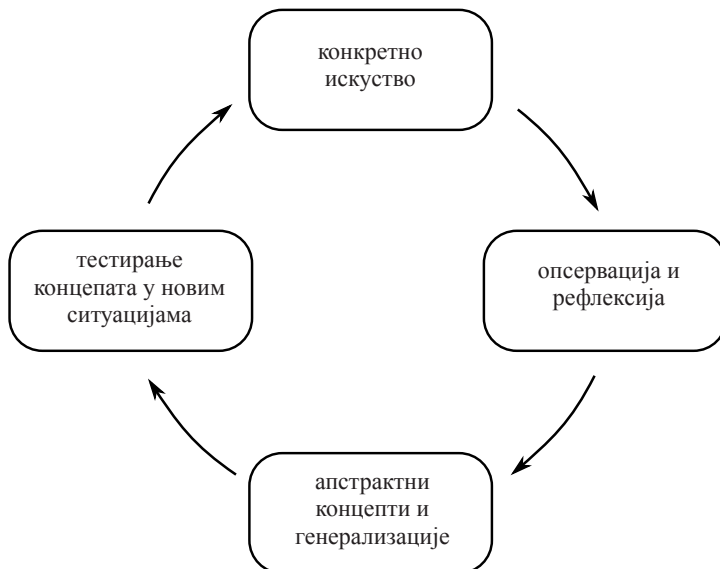 конкретно
искуство
опсервација и
рефлексија
апстрактни
концепти и
генерализације
тестирање
концепата у новим
ситуацијама